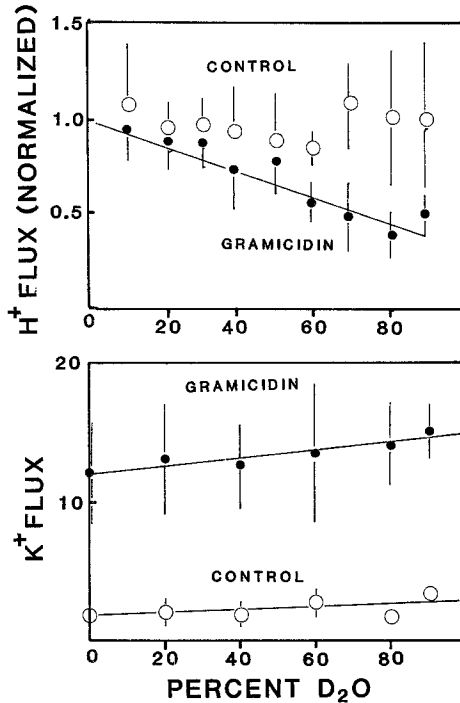 1.5
1.0
0.5
H+ FLUX (NORMALIZED)
CONTROL
GRAMICIDIN
0 20 40 60 80
20
10
K+ FLUX
GRAMICIDIN
CONTROL
0 20 40 60 80
PERCENT D₂O